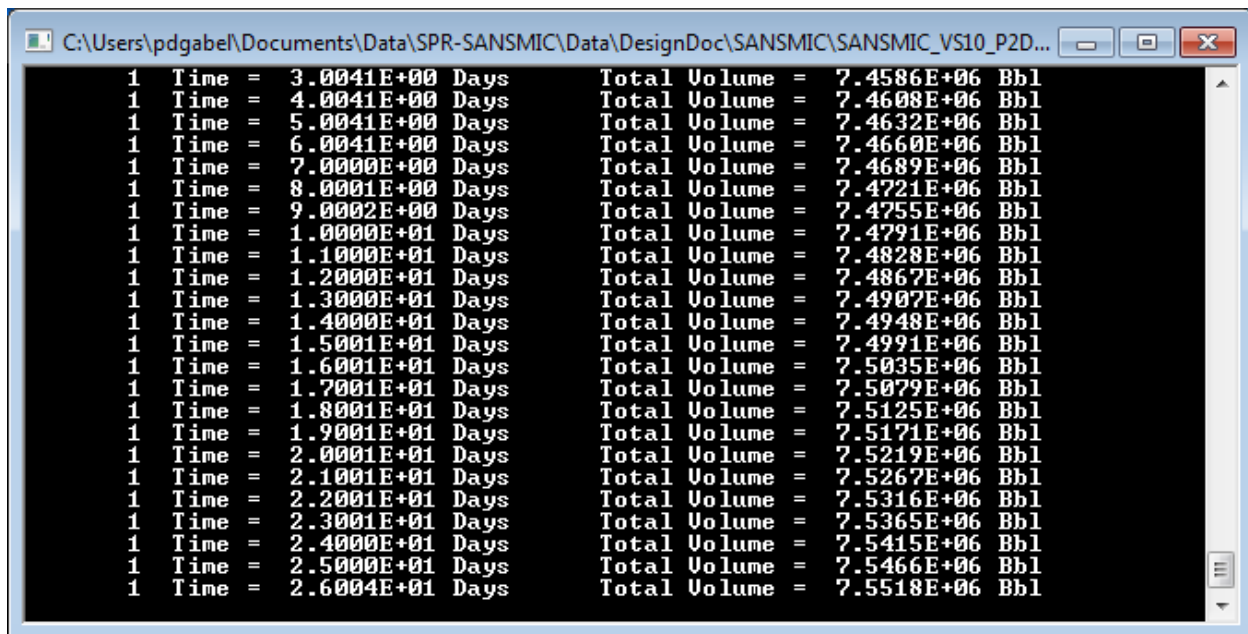 C:\Users\pdgabel\Documents\Data\SPR-SANSMIC\Data\DesignDoc\SANSMIC\SANSMIC_VS10_P2D...
1 Time = 3.0041E+00 Days Total Volume = 7.4586E+06 Bbl
1 Time = 4.0041E+00 Days Total Volume = 7.4608E+06 Bbl
1 Time = 5.0041E+00 Days Total Volume = 7.4632E+06 Bbl
1 Time = 6.0041E+00 Days Total Volume = 7.4660E+06 Bbl
1 Time = 7.0000E+00 Days Total Volume = 7.4689E+06 Bbl
1 Time = 8.0001E+00 Days Total Volume = 7.4721E+06 Bbl
1 Time = 9.0002E+00 Days Total Volume = 7.4755E+06 Bbl
1 Time = 1.0000E+01 Days Total Volume = 7.4791E+06 Bbl
1 Time = 1.1000E+01 Days Total Volume = 7.4828E+06 Bbl
1 Time = 1.2000E+01 Days Total Volume = 7.4867E+06 Bbl
1 Time = 1.3000E+01 Days Total Volume = 7.4907E+06 Bbl
1 Time = 1.4000E+01 Days Total Volume = 7.4948E+06 Bbl
1 Time = 1.5001E+01 Days Total Volume = 7.4991E+06 Bbl
1 Time = 1.6001E+01 Days Total Volume = 7.5035E+06 Bbl
1 Time = 1.7001E+01 Days Total Volume = 7.5079E+06 Bbl
1 Time = 1.8001E+01 Days Total Volume = 7.5125E+06 Bbl
1 Time = 1.9001E+01 Days Total Volume = 7.5171E+06 Bbl
1 Time = 2.0001E+01 Days Total Volume = 7.5219E+06 Bbl
1 Time = 2.1001E+01 Days Total Volume = 7.5267E+06 Bbl
1 Time = 2.2001E+01 Days Total Volume = 7.5316E+06 Bbl
1 Time = 2.3001E+01 Days Total Volume = 7.5365E+06 Bbl
1 Time = 2.4000E+01 Days Total Volume = 7.5415E+06 Bbl
1 Time = 2.5000E+01 Days Total Volume = 7.5466E+06 Bbl
1 Time = 2.6004E+01 Days Total Volume = 7.5518E+06 Bbl